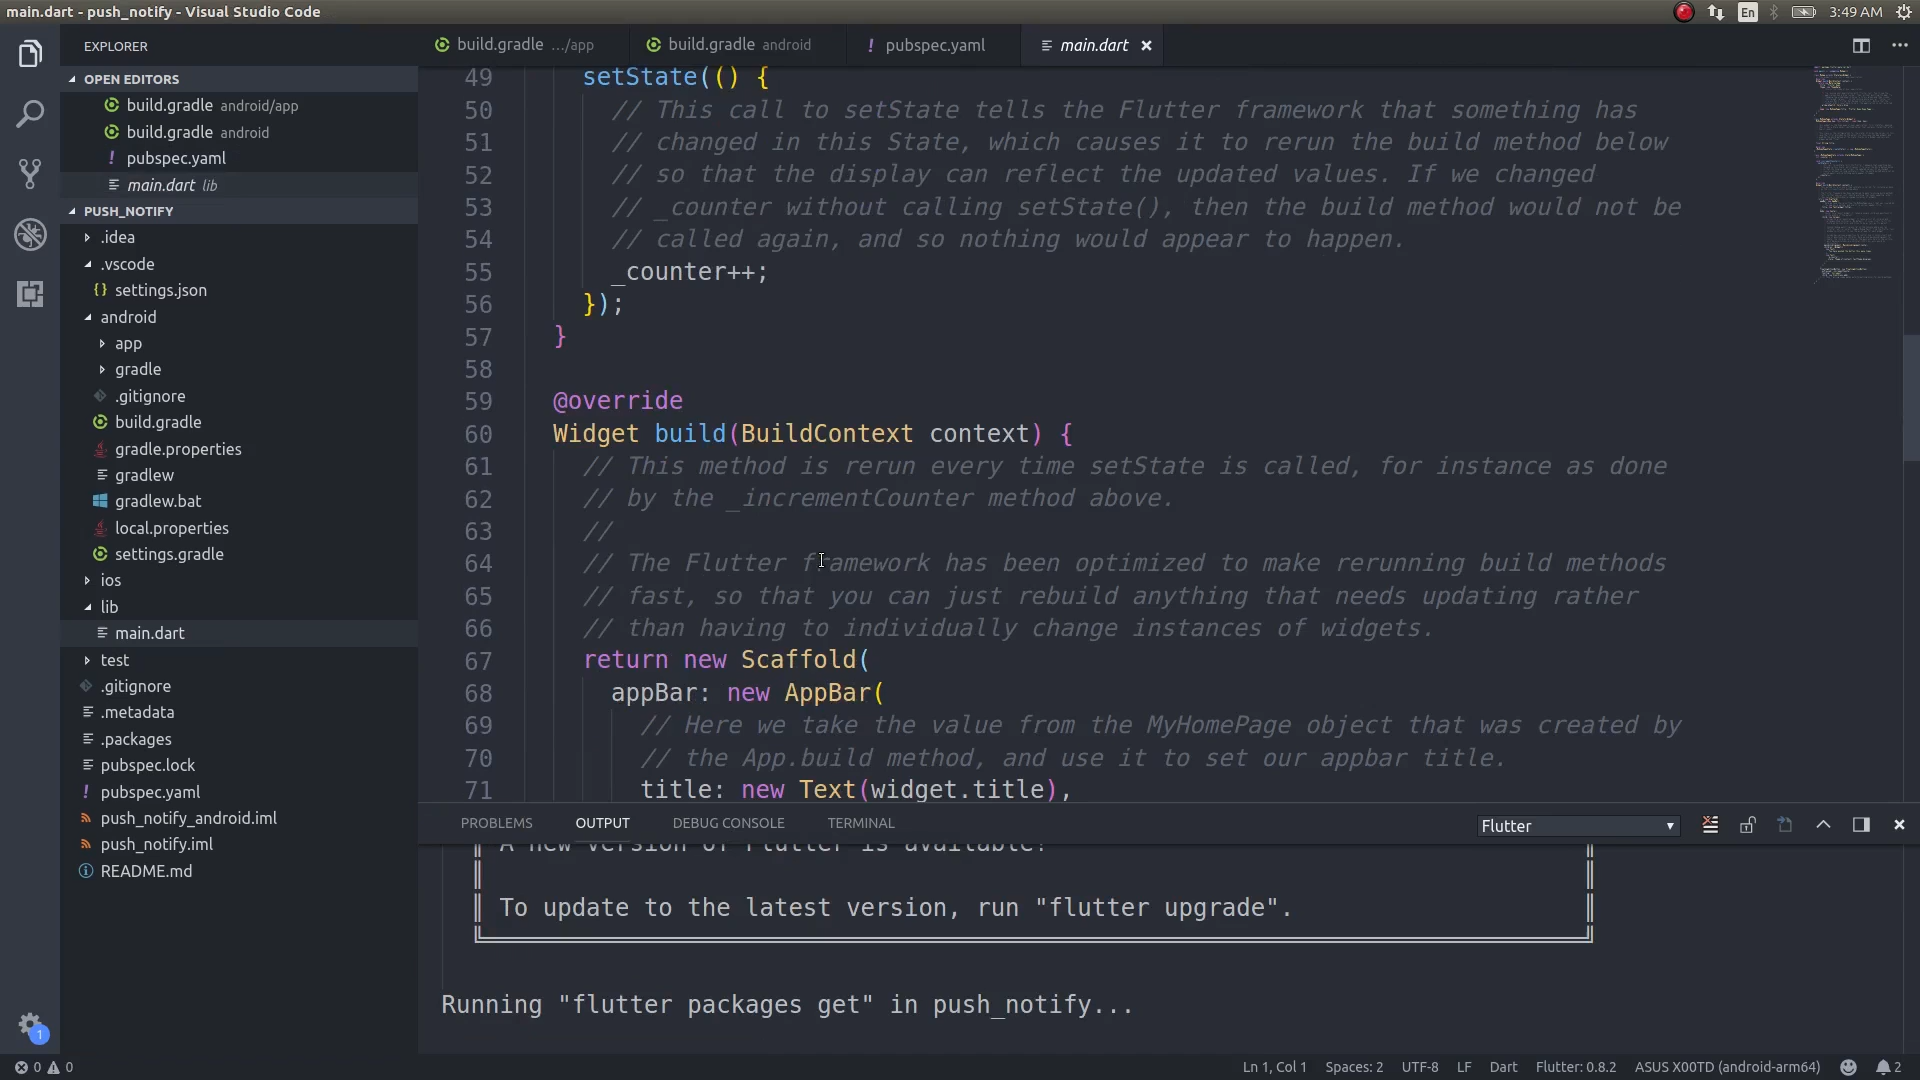 main.dart - push_notify - Visual Studio Code
En
3:49 AM
EXPLORER
OPEN EDITORS
build.gradle android/app
build.gradle android
pubspec.yaml
main.dart lib
PUSH_NOTIFY
.idea
.vscode
settings.json
android
app
gradle
.gitignore
build.gradle
gradle.properties
gradlew
gradlew.bat
local.properties
settings.gradle
ios
lib
main.dart
test
.gitignore
.metadata
.packages
pubspec.lock
pubspec.yaml
push_notify_android.iml
push_notify.iml
README.md
1
build.gradle .../app
build.gradle android
pubspec.yaml
main.dart
49 setState(() {
50 // This call to setState tells the Flutter framework that something has
51 // changed in this State, which causes it to rerun the build method below
52 // so that the display can reflect the updated values. If we changed
53 // _counter without calling setState(), then the build method would not be
54 // called again, and so nothing would appear to happen.
55 _counter++;
56 });
57 }
58
59 @override
60 Widget build(BuildContext context) {
61 // This method is rerun every time setState is called, for instance as done
62 // by the _incrementCounter method above.
63 //
64 // The Flutter framework has been optimized to make rerunning build methods
65 // fast, so that you can just rebuild anything that needs updating rather
66 // than having to individually change instances of widgets.
67 return new Scaffold(
68 appBar: new AppBar(
69 // Here we take the value from the MyHomePage object that was created by
70 // the App.build method, and use it to set our appbar title.
71 title: new Text(widget.title),
PROBLEMS OUTPUT DEBUG CONSOLE TERMINAL
Flutter
A new version of Flutter is available!
To update to the latest version, run "flutter upgrade".
Running "flutter packages get" in push_notify...
0 0
Ln 1, Col 1 Spaces: 2 UTF-8 LF Dart Flutter: 0.8.2 ASUS X00TD (android-arm64) 2